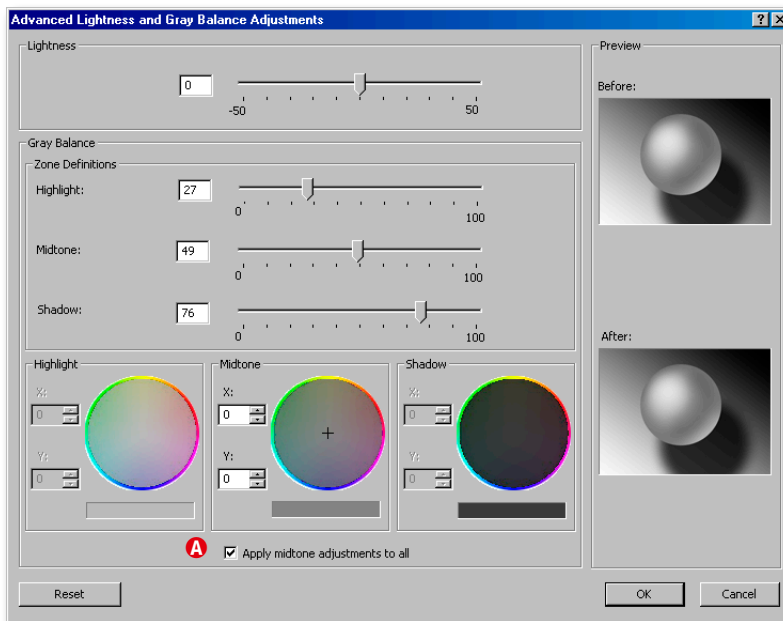 Advanced Lightness and Gray Balance Adjustments
Lightness
0
-50 50
Preview
Before:
Gray Balance
Zone Definitions
Highlight: 27
0 100
Midtone: 49
0 100
Shadow: 76
0 100
After:
Highlight
X:
0
Y:
0
Midtone
X:
0
Y:
0
Shadow
X:
0
Y:
0
A
Apply midtone adjustments to all
Reset
OK
Cancel